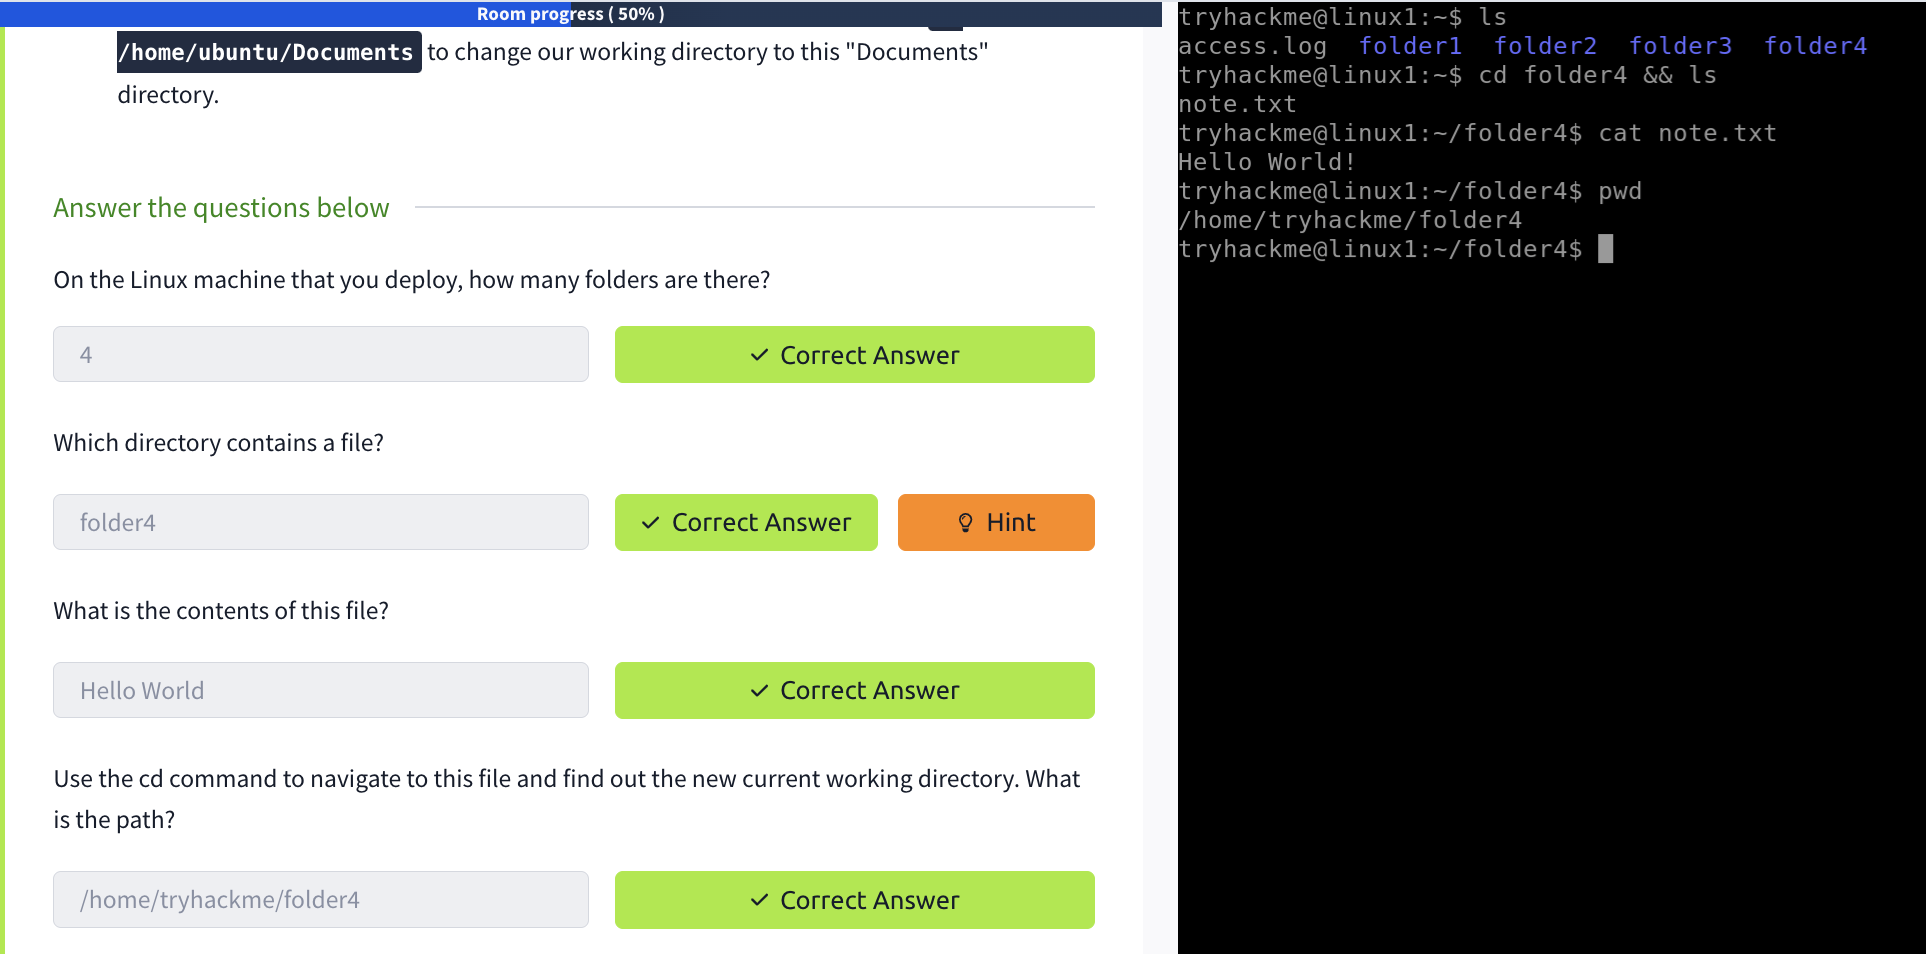 Room progress ( 50% )
/home/ubuntu/Documents to change our working directory to this "Documents"
directory.
Answer the questions below
On the Linux machine that you deploy, how many folders are there?
4
✓ Correct Answer
Which directory contains a file?
folder4
✓ Correct Answer
Hint
What is the contents of this file?
Hello World
✓ Correct Answer
Use the cd command to navigate to this file and find out the new current working directory. What
is the path?
/home/tryhackme/folder4
✓ Correct Answer
tryhackme@linux1:~$ ls
access.log  folder1  folder2  folder3  folder4
tryhackme@linux1:~$ cd folder4 && ls
note.txt
tryhackme@linux1:~/folder4$ cat note.txt
Hello World!
tryhackme@linux1:~/folder4$ pwd
/home/tryhackme/folder4
tryhackme@linux1:~/folder4$